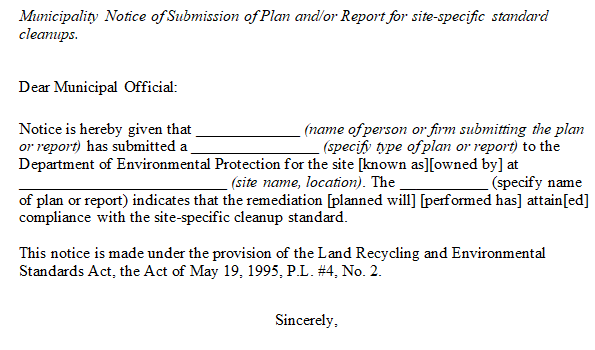 Municipality Notice of Submission of Plan and/or Report for site-specific standard
cleanups.
Dear Municipal Official:
Notice is hereby given that _______________ (name of person or firm submitting the plan
or report) has submitted a ___________________ (specify type of plan or report) to the
Department of Environmental Protection for the site [known as][owned by] at
______________________________ (site name, location). The _____________ (specify name
of plan or report) indicates that the remediation [planned will] [performed has] attain[ed]
compliance with the site-specific cleanup standard.
This notice is made under the provision of the Land Recycling and Environmental
Standards Act, the Act of May 19, 1995, P.L. #4, No. 2.
Sincerely,